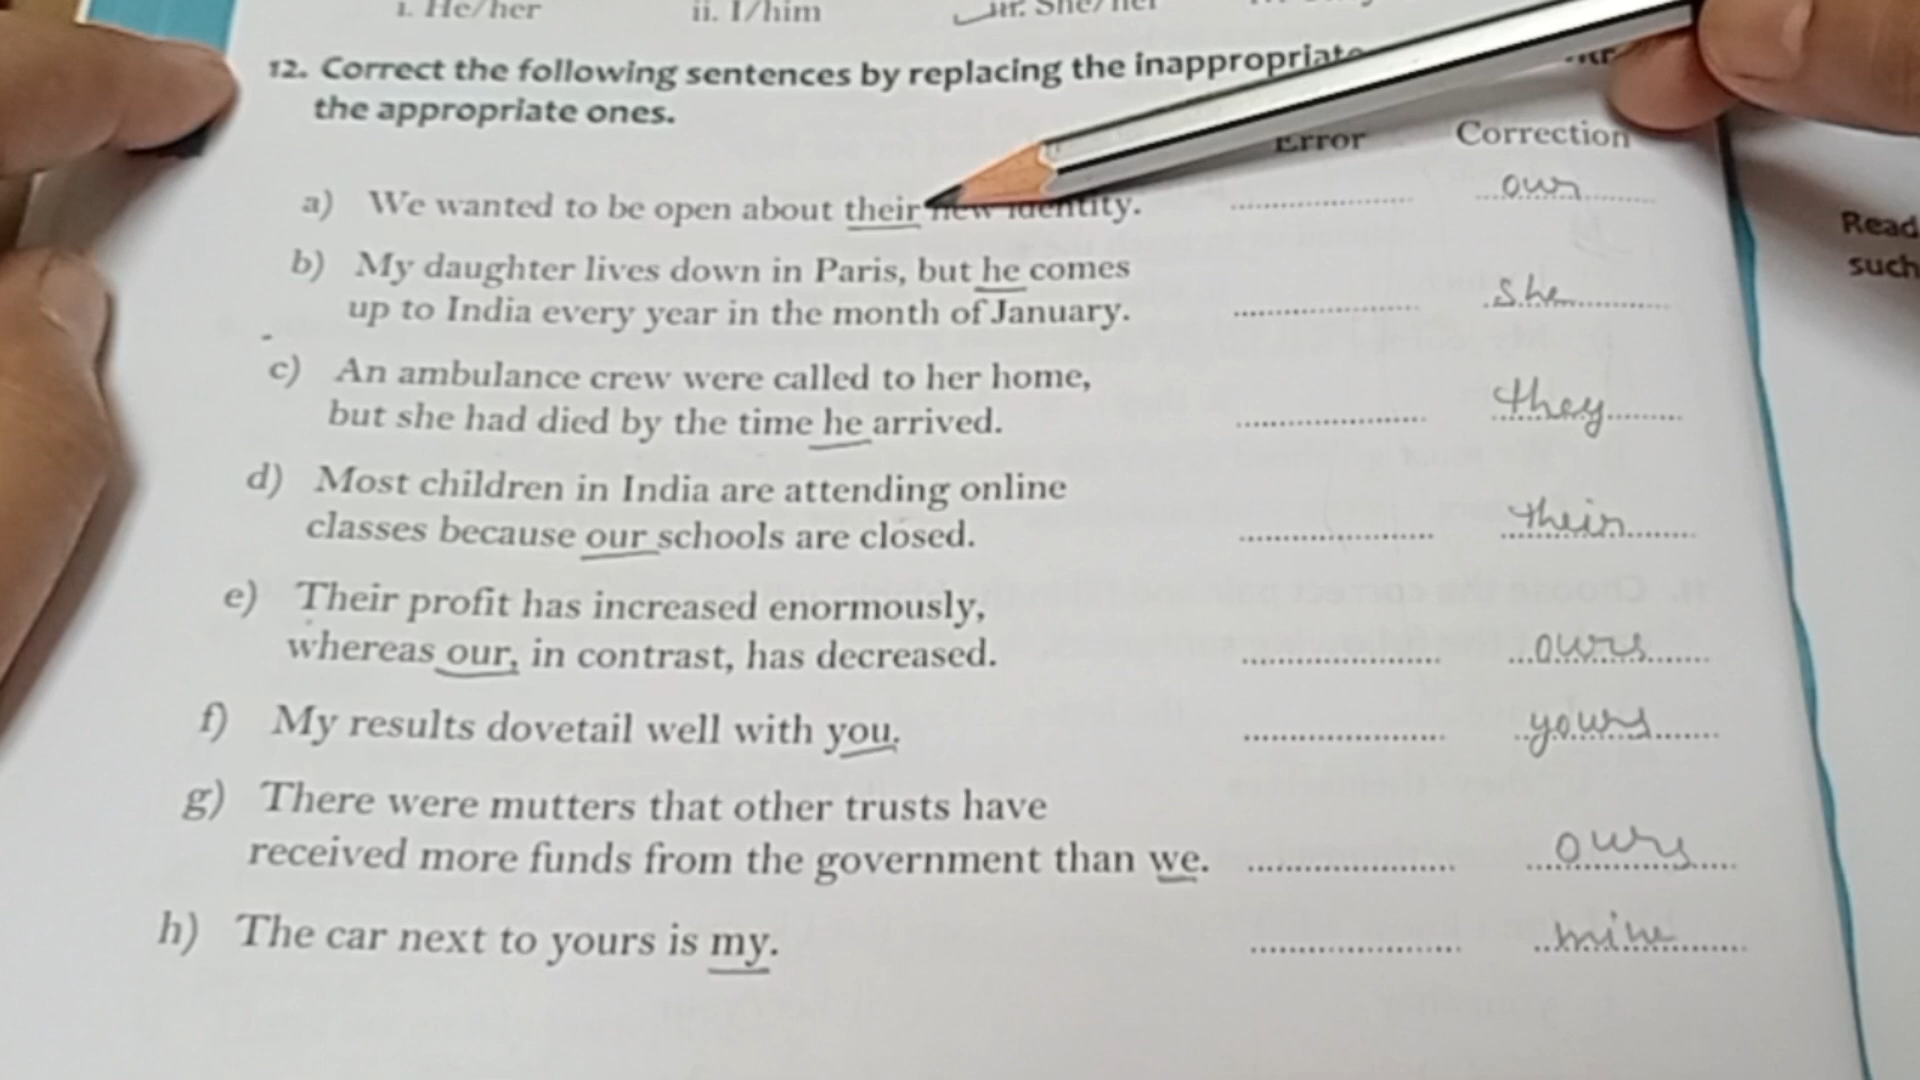 i. He/her ii. I/him iii. She/her
12. Correct the following sentences by replacing the inappropriate
the appropriate ones.
Error Correction
a) We wanted to be open about their new identity. .................... our
b) My daughter lives down in Paris, but he comes
up to India every year in the month of January. .................... she
c) An ambulance crew were called to her home,
but she had died by the time he arrived. .................... they
d) Most children in India are attending online
classes because our schools are closed. .................... their
e) Their profit has increased enormously,
whereas our, in contrast, has decreased. .................... ours
f) My results dovetail well with you. .................... yours
g) There were mutters that other trusts have
received more funds from the government than we. .................... ours
h) The car next to yours is my. .................... mine
Read
such